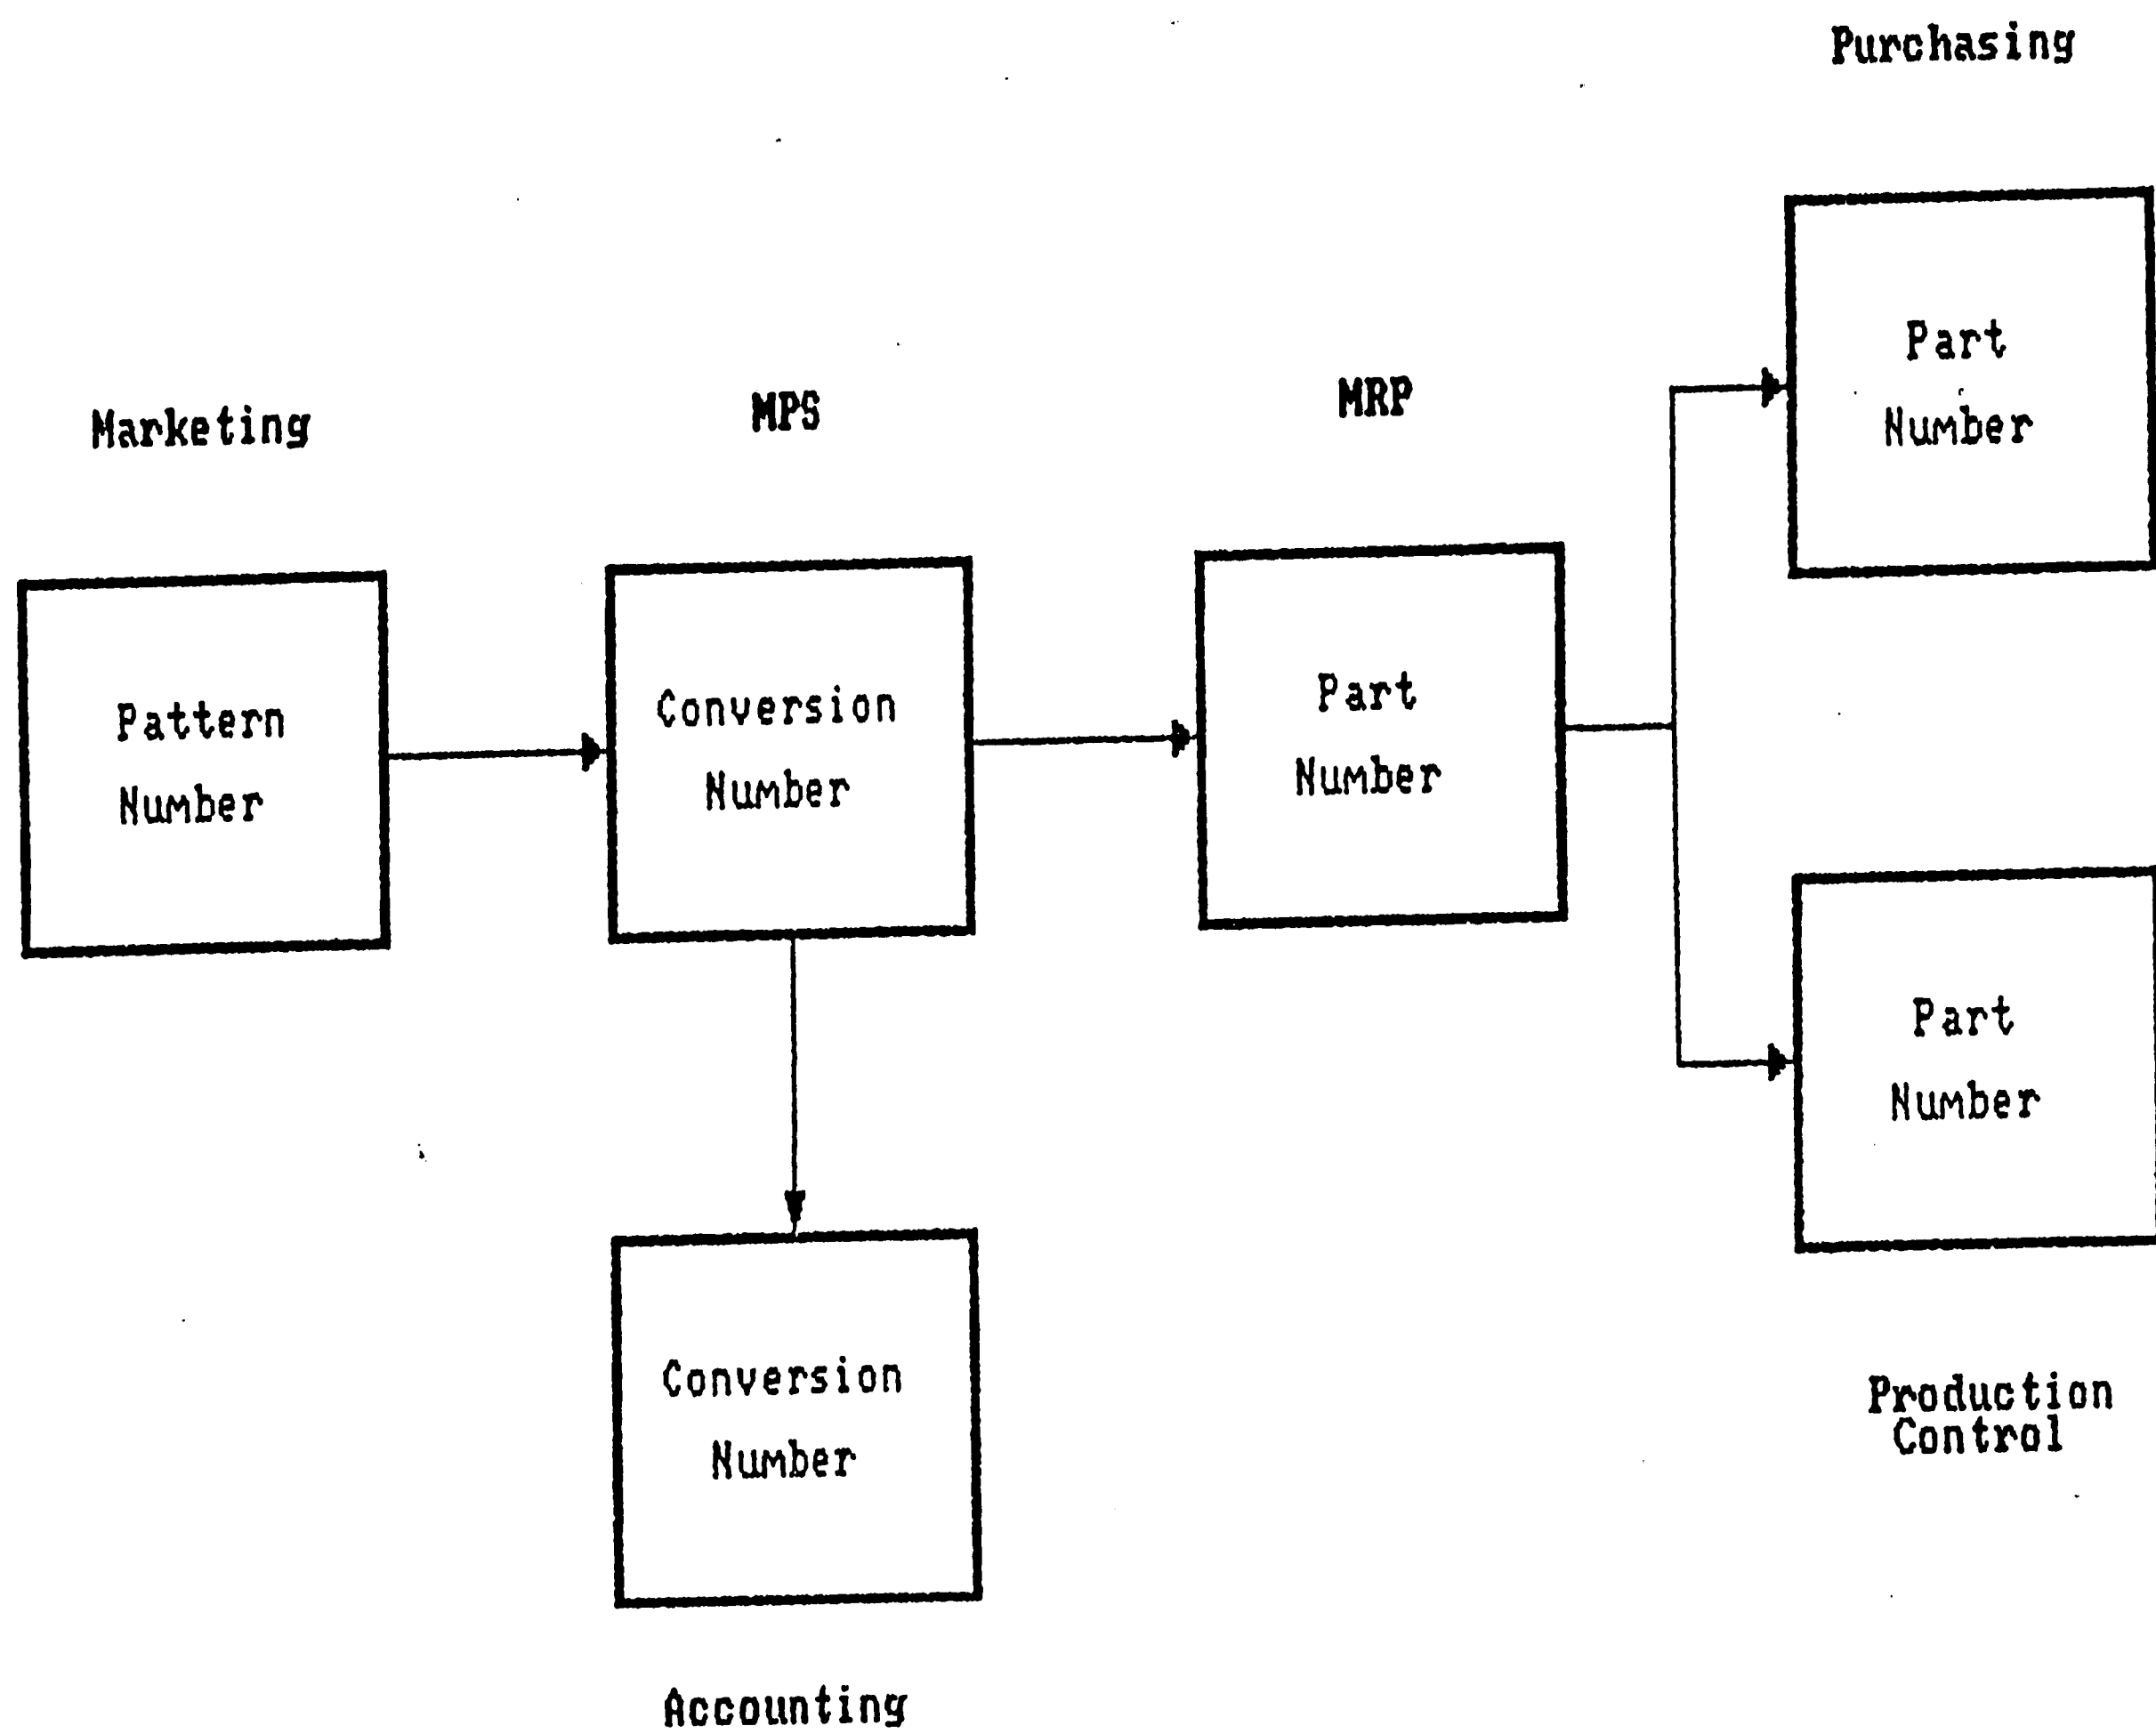 Purchasing
Part
Number
Marketing
MPS
MRP
Pattern
Number
Conversion
Number
Part
Number
Part
Number
Production
Control
Conversion
Number
Accounting